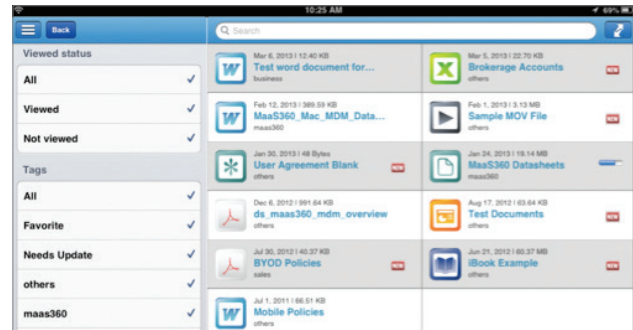 10:25 AM
69%
Back
Search
Viewed status
All
Viewed
Not viewed
Tags
All
Favorite
Needs Update
others
maas360
Mar 6, 2013 | 12.40 KB
Test word document for...
business
Mar 5, 2013 | 22.70 KB
Brokerage Accounts
others
Feb 12, 2013 | 389.59 KB
MaaS360_Mac_MDM_Data...
maas360
Feb 1, 2013 | 3.13 MB
Sample MOV File
others
Jan 30, 2013 | 48 Bytes
User Agreement Blank
others
Jan 24, 2013 | 19.14 MB
MaaS360 Datasheets
maas360
Dec 6, 2012 | 991.64 KB
ds_maas360_mdm_overview
others
Aug 17, 2012 | 63.64 KB
Test Documents
others
Jul 30, 2012 | 40.37 KB
BYOD Policies
sales
Jun 21, 2012 | 60.37 MB
iBook Example
others
Jul 1, 2011 | 66.51 KB
Mobile Policies
others